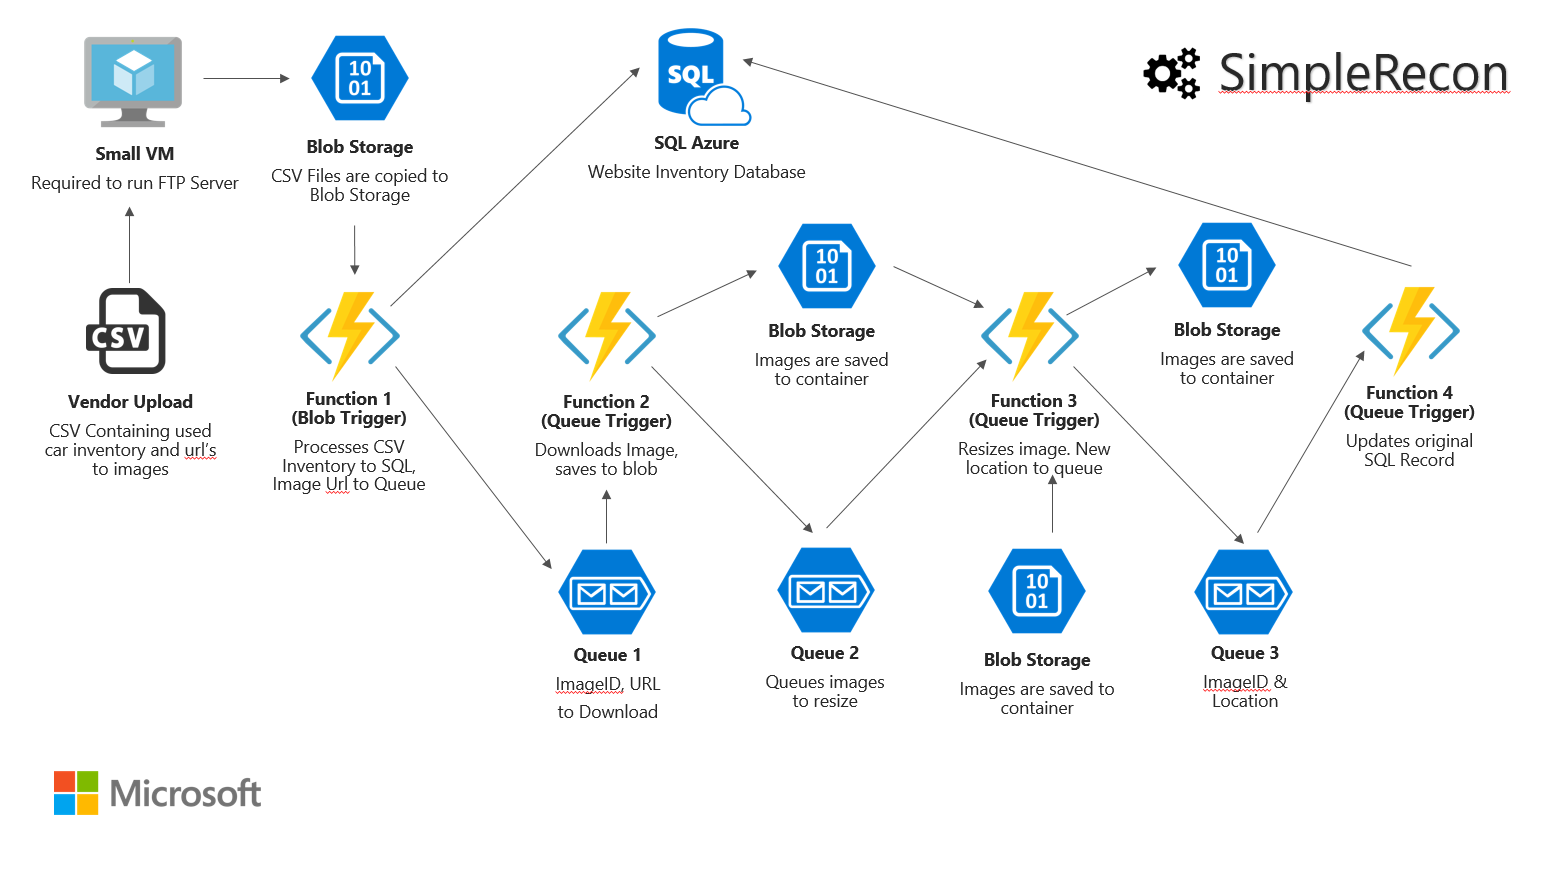 SimpleRecon
10
01
SQL
Small VM
Required to run FTP Server
Blob Storage
CSV Files are copied to
Blob Storage
SQL Azure
Website Inventory Database
CSV
Vendor Upload
CSV Containing used
car inventory and url's
to images
Function 1
(Blob Trigger)
Processes CSV
Inventory to SQL,
Image Url to Queue
Function 2
(Queue Trigger)
Downloads Image,
saves to blob
10
01
Blob Storage
Images are saved
to container
Function 3
(Queue Trigger)
Resizes image. New
location to queue
10
01
Blob Storage
Images are saved
to container
Function 4
(Queue Trigger)
Updates original
SQL Record
Queue 1
ImageID, URL
to Download
Queue 2
Queues images
to resize
10
01
Blob Storage
Images are saved to
container
Queue 3
ImageID &
Location
Microsoft